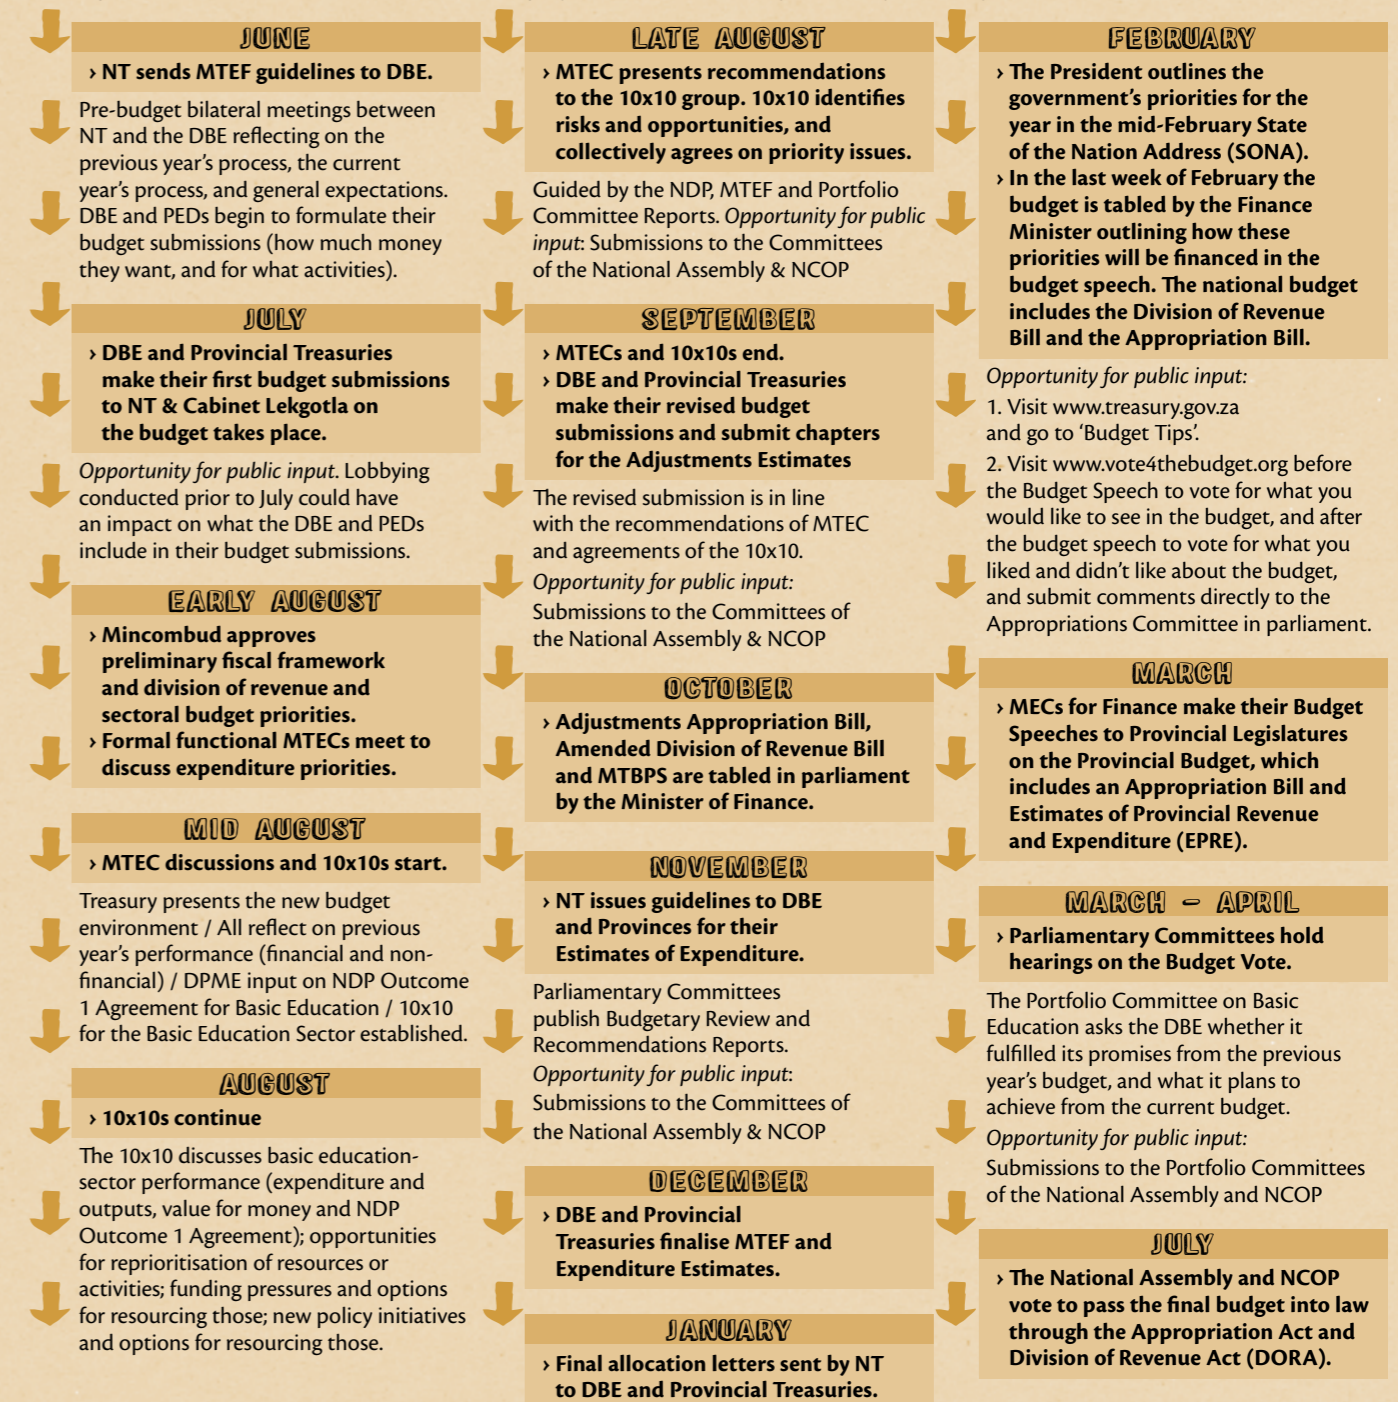 JUNE
› NT sends MTEF guidelines to DBE.
Pre-budget bilateral meetings between
NT and the DBE reflecting on the
previous year's process, the current
year's process, and general expectations.
DBE and PEDs begin to formulate their
budget submissions (how much money
they want, and for what activities).
JULY
› DBE and Provincial Treasuries
make their first budget submissions
to NT & Cabinet Lekgotla on
the budget takes place.
Opportunity for public input. Lobbying
conducted prior to July could have
an impact on what the DBE and PEDs
include in their budget submissions.
EARLY AUGUST
› Mincombud approves
preliminary fiscal framework
and division of revenue and
sectoral budget priorities.
› Formal functional MTECs meet to
discuss expenditure priorities.
MID AUGUST
› MTEC discussions and 10x10s start.
Treasury presents the new budget
environment / All reflect on previous
year's performance (financial and non-
financial) / DPME input on NDP Outcome
1 Agreement for Basic Education / 10x10
for the Basic Education Sector established.
AUGUST
› 10x10s continue
The 10x10 discusses basic education-
sector performance (expenditure and
outputs, value for money and NDP
Outcome 1 Agreement); opportunities
for reprioritisation of resources or
activities; funding pressures and options
for resourcing those; new policy initiatives
and options for resourcing those.
LATE AUGUST
› MTEC presents recommendations
to the 10x10 group. 10x10 identifies
risks and opportunities, and
collectively agrees on priority issues.
Guided by the NDP, MTEF and Portfolio
Committee Reports. Opportunity for public
input: Submissions to the Committees
of the National Assembly & NCOP
SEPTEMBER
› MTECs and 10x10s end.
› DBE and Provincial Treasuries
make their revised budget
submissions and submit chapters
for the Adjustments Estimates
The revised submission is in line
with the recommendations of MTEC
and agreements of the 10x10.
Opportunity for public input:
Submissions to the Committees of
the National Assembly & NCOP
OCTOBER
› Adjustments Appropriation Bill,
Amended Division of Revenue Bill
and MTBPS are tabled in parliament
by the Minister of Finance.
NOVEMBER
› NT issues guidelines to DBE
and Provinces for their
Estimates of Expenditure.
Parliamentary Committees
publish Budgetary Review and
Recommendations Reports.
Opportunity for public input:
Submissions to the Committees of
the National Assembly & NCOP
DECEMBER
› DBE and Provincial
Treasuries finalise MTEF and
Expenditure Estimates.
JANUARY
› Final allocation letters sent by NT
to DBE and Provincial Treasuries.
FEBRUARY
› The President outlines the
government's priorities for the
year in the mid-February State
of the Nation Address (SONA).
› In the last week of February the
budget is tabled by the Finance
Minister outlining how these
priorities will be financed in the
budget speech. The national budget
includes the Division of Revenue
Bill and the Appropriation Bill.
Opportunity for public input:
1. Visit www.treasury.gov.za
and go to 'Budget Tips'.
2. Visit www.vote4thebudget.org before
the Budget Speech to vote for what you
would like to see in the budget, and after
the budget speech to vote for what you
liked and didn't like about the budget,
and submit comments directly to the
Appropriations Committee in parliament.
MARCH
› MECs for Finance make their Budget
Speeches to Provincial Legislatures
on the Provincial Budget, which
includes an Appropriation Bill and
Estimates of Provincial Revenue
and Expenditure (EPRE).
MARCH – APRIL
› Parliamentary Committees hold
hearings on the Budget Vote.
The Portfolio Committee on Basic
Education asks the DBE whether it
fulfilled its promises from the previous
year's budget, and what it plans to
achieve from the current budget.
Opportunity for public input:
Submissions to the Portfolio Committees
of the National Assembly and NCOP
JULY
› The National Assembly and NCOP
vote to pass the final budget into law
through the Appropriation Act and
Division of Revenue Act (DORA).